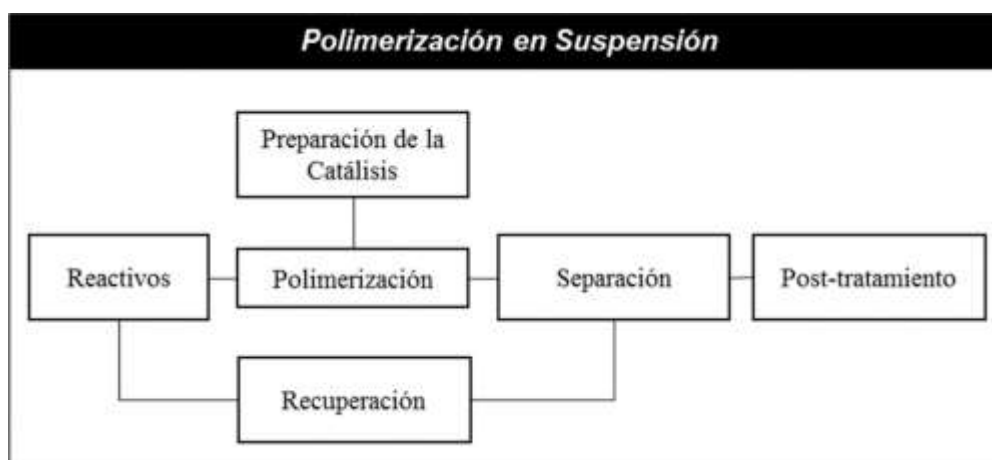 Polimerización en Suspensión
Preparación de la
Catálisis
Reactivos
Polimerización
Separación
Post-tratamiento
Recuperación